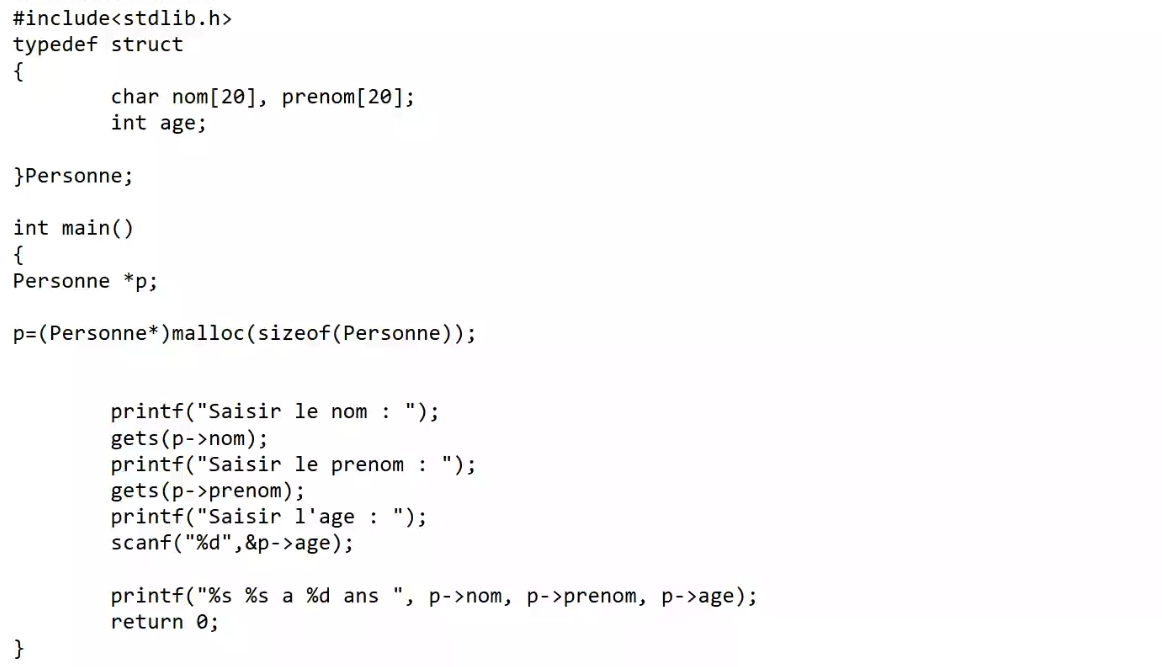 #include<stdlib.h>
typedef struct
{
char nom[20], prenom[20];
int age;
}Personne;
int main()
{
Personne *p;
p=(Personne*)malloc(sizeof(Personne));
printf("Saisir le nom : ");
gets(p->nom);
printf("Saisir le prenom : ");
gets(p->prenom);
printf("Saisir l'age : ");
scanf("%d",&p->age);
printf("%s %s a %d ans ", p->nom, p->prenom, p->age);
return 0;
}